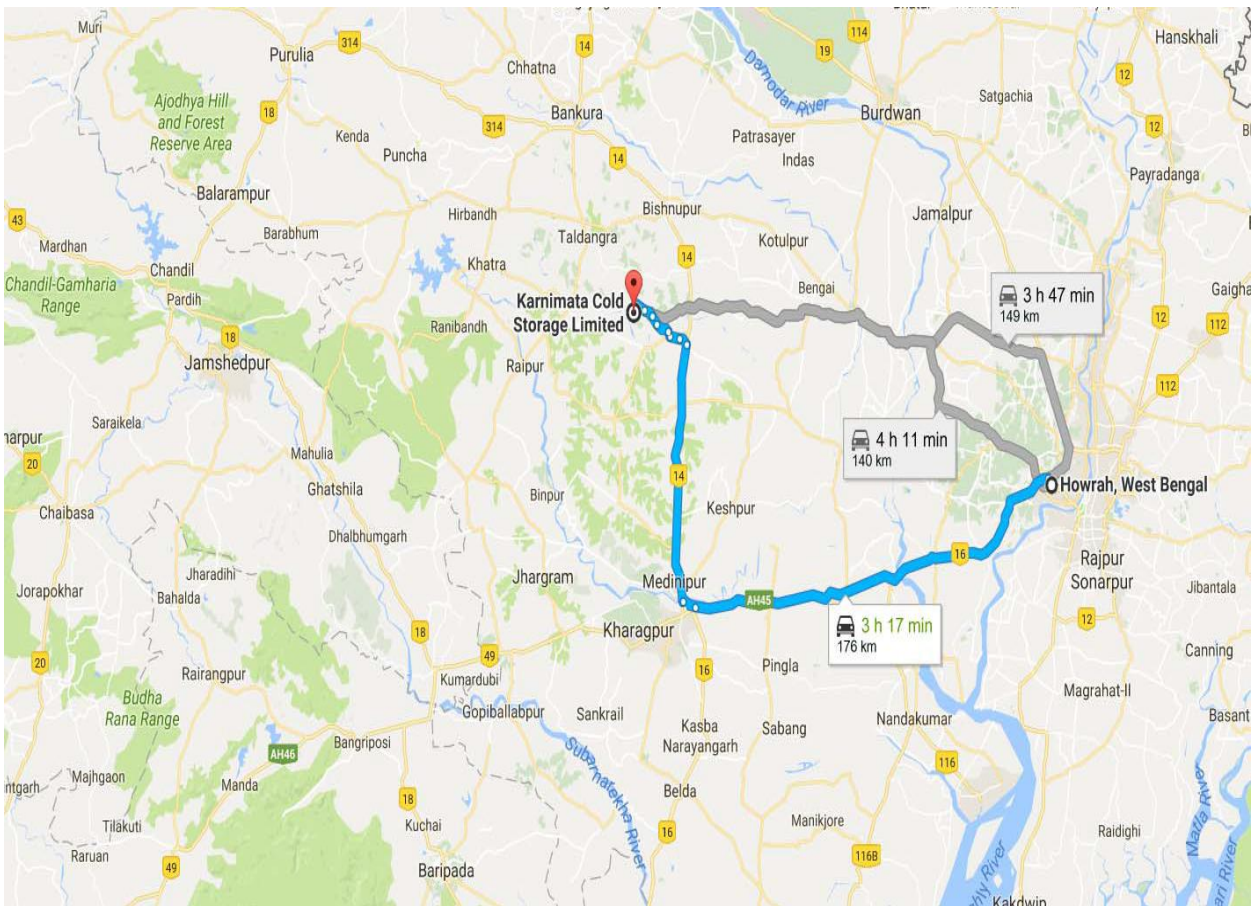 Muri
Purulia
314
14
Chhatna
19
114
Hanskhali
12
Damodar River
Burdwan
Satgachia
Ajodhya Hill
and Forest
Reserve Area
18
Kenda
314
Bankura
Patrasayer
Indas
12
Puncha
14
Payradanga
Balarampur
43
Mardhan
Barabhum
Hirbandh
Bishnupur
Jamalpur
Taldangra
Kotulpur
14
Chandil
Khatra
Chandil-Gamharia
Range
Pardih
Karnimata Cold
Storage Limited
Bengai
3 h 47 min
149 km
12
112
18
Ranibandh
Jamshedpur
Raipur
112
Saraikela
4 h 11 min
140 km
20
Mahulia
Ghatshila
14
Howrah, West Bengal
Chaibasa
Binpur
Keshpur
Dhalbhumgarh
16
Rajpur
Sonarpur
Jharadihi
Jhargram
Medinipur
Jibantala
Jorapokhar
Bahalda
AH45
3 h 17 min
176 km
18
Kharagpur
12
20
49
16
Pingla
Canning
Rairangpur
Kumardubi
Magrahat-II
Budha
Rana Range
Gopiballabpur
Sankrail
Kasba
Narayangarh
Sabang
Nandakumar
Bangriposi
AH46
116
Majhgaon
Manda
Subarnarekha River
Belda
18
Manikjore
Tilakuti
Kuchai
16
Raidighi
Matla River
Raruan
49
Baripada
116B
Kakdwip